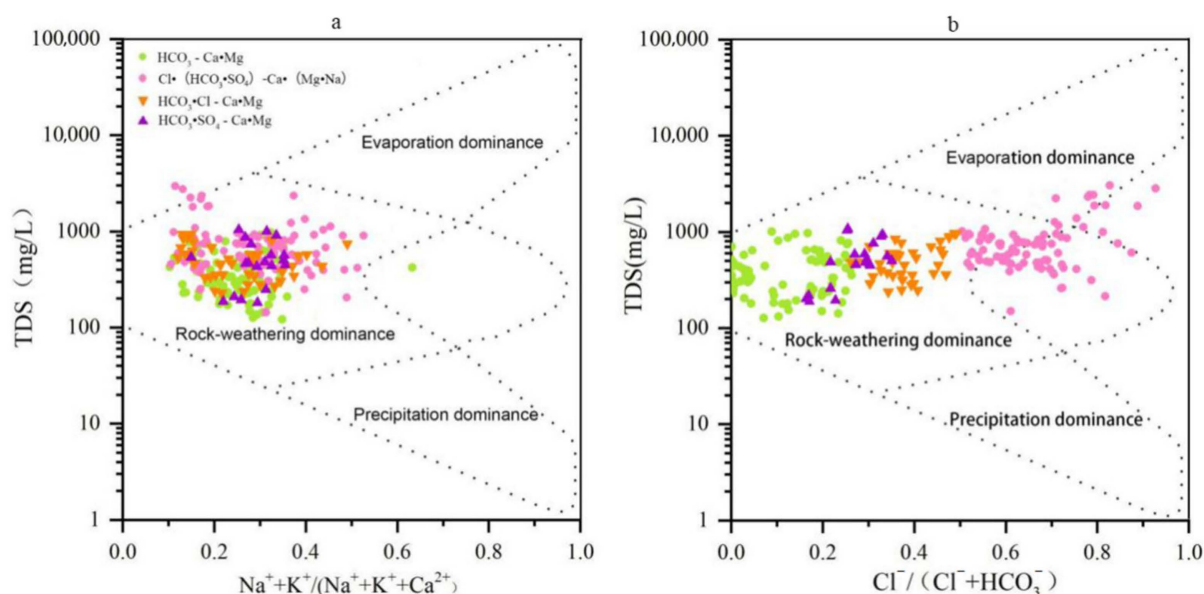 a
100,000
10,000
1000
100
10
1
TDS (mg/L)
HCO₃ - Ca•Mg
Cl• (HCO₃•SO₄) -Ca• (Mg•Na)
HCO₃•Cl - Ca•Mg
HCO₃•SO₄ - Ca•Mg
Evaporation dominance
Rock-weathering dominance
Precipitation dominance
0.0 0.2 0.4 0.6 0.8 1.0
Na⁺+K⁺/(Na⁺+K⁺+Ca²⁺)
b
100,000
10,000
1000
100
10
1
TDS(mg/L)
Evaporation dominance
Rock-weathering dominance
Precipitation dominance
0.0 0.2 0.4 0.6 0.8 1.0
Cl⁻/ (Cl⁻+HCO₃⁻)